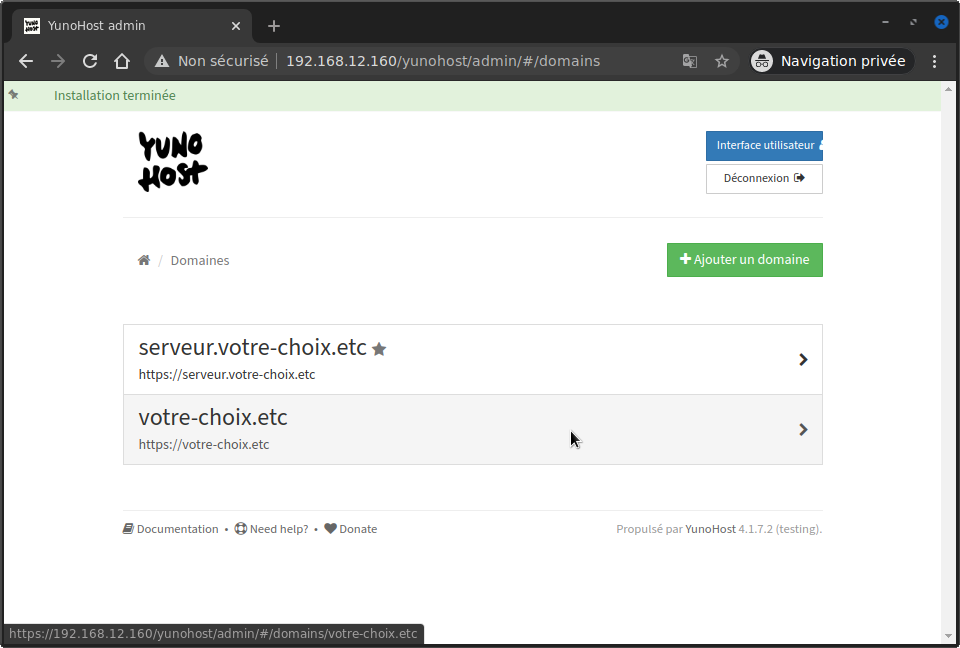 YunoHost admin
Non sécurisé
192.168.12.160/yunohost/admin/#/domains
Navigation privée
Installation terminée
YUNO
HOST
Interface utilisateur
Déconnexion
/ Domaines
Ajouter un domaine
serveur.votre-choix.etc
https://serveur.votre-choix.etc
votre-choix.etc
https://votre-choix.etc
Documentation • Need help? • Donate
Propulsé par YunoHost 4.1.7.2 (testing).
https://192.168.12.160/yunohost/admin/#/domains/votre-choix.etc